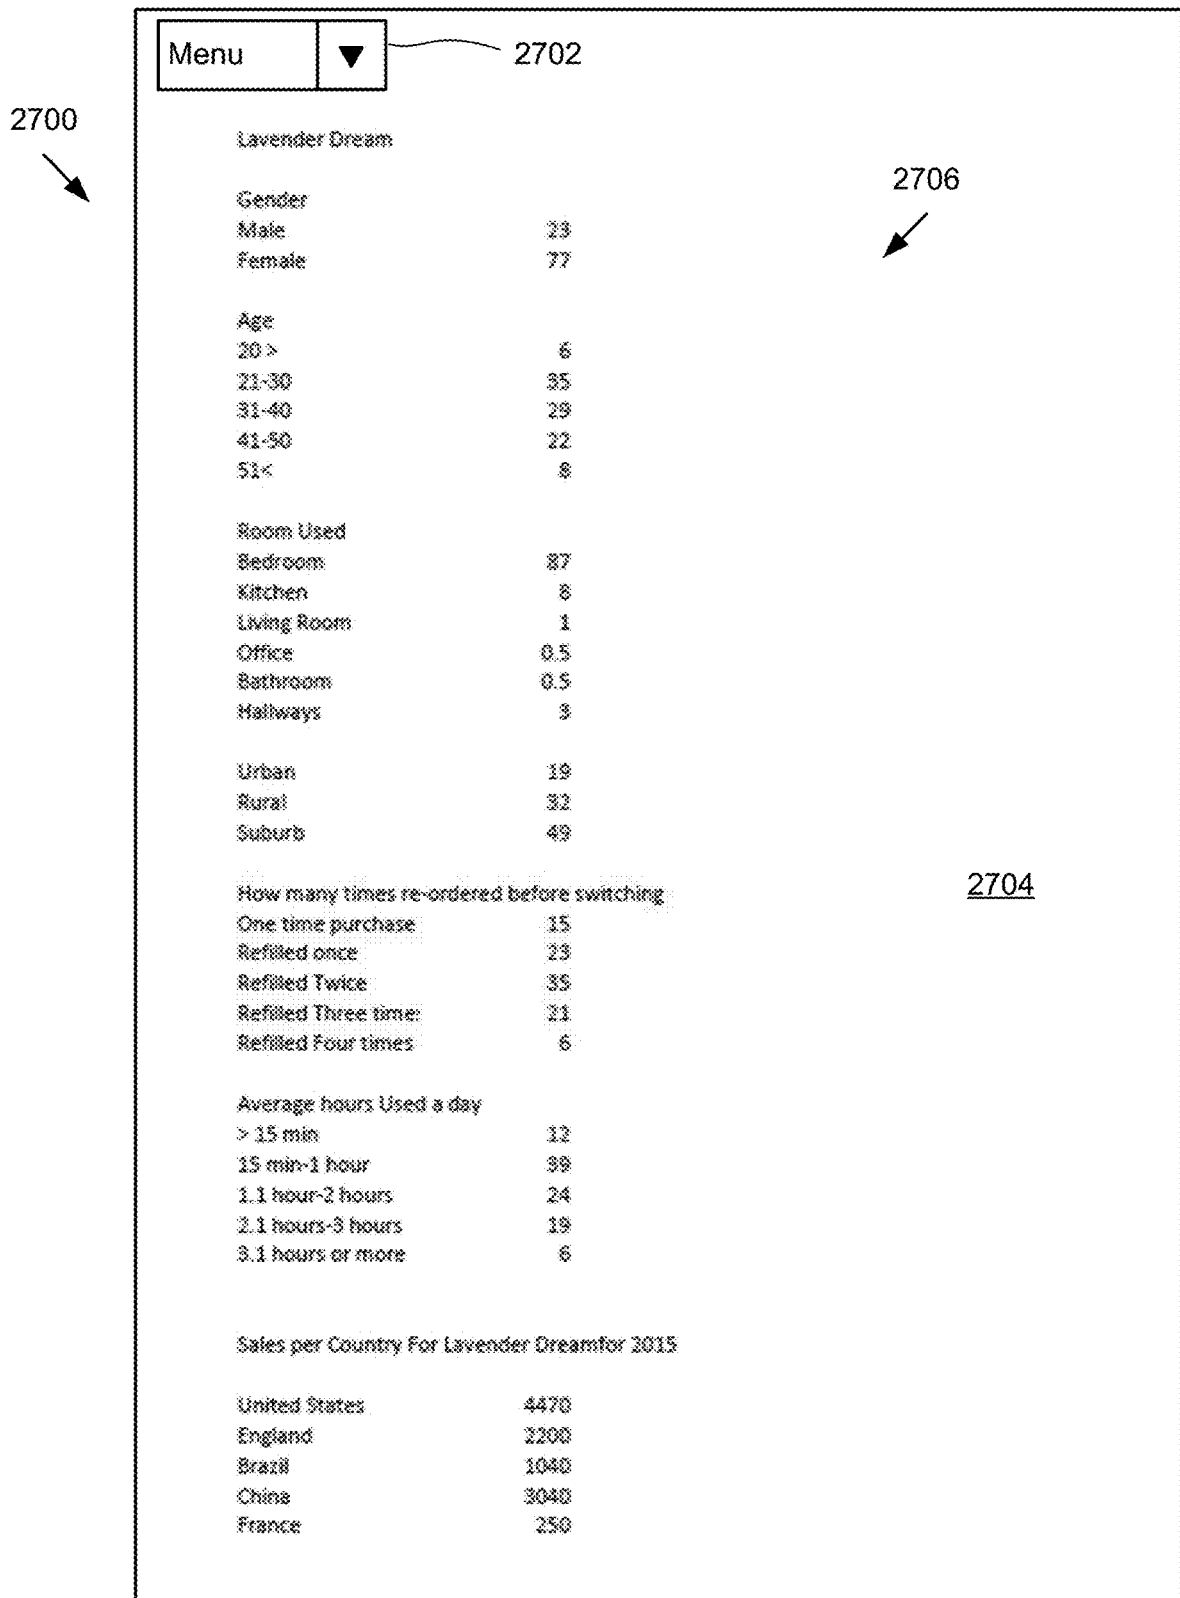 Menu ▼ 2702
2700
Lavender Dream
2706
Gender
Male 23
Female 77
Age
20 > 6
21-30 35
31-40 29
41-50 22
51< 8
Room Used
Bedroom 87
Kitchen 8
Living Room 1
Office 0.5
Bathroom 0.5
Hallways 3
Urban 19
Rural 32
Suburb 49
2704
How many times re-ordered before switching
One time purchase 15
Refilled once 23
Refilled Twice 35
Refilled Three time: 21
Refilled Four times 6
Average hours Used a day
> 15 min 12
15 min-1 hour 39
1.1 hour-2 hours 24
2.1 hours-3 hours 19
3.1 hours or more 6
Sales per Country For Lavender Dreamfor 2015
United States 4470
England 2200
Brazil 1040
China 3040
France 250